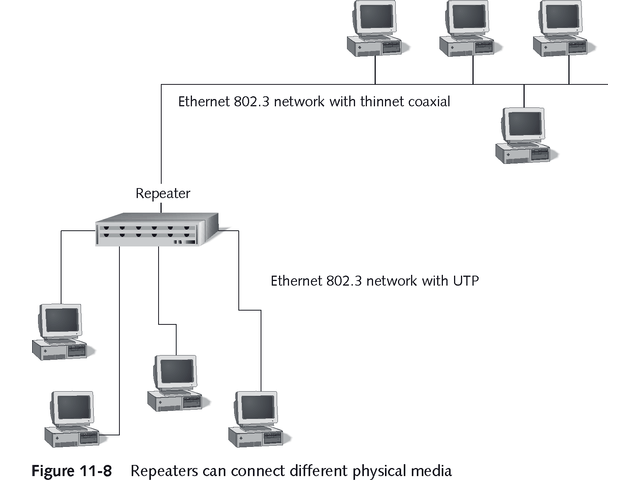 Ethernet 802.3 network with thinnet coaxial
Repeater
Ethernet 802.3 network with UTP
Figure 11-8 Repeaters can connect different physical media